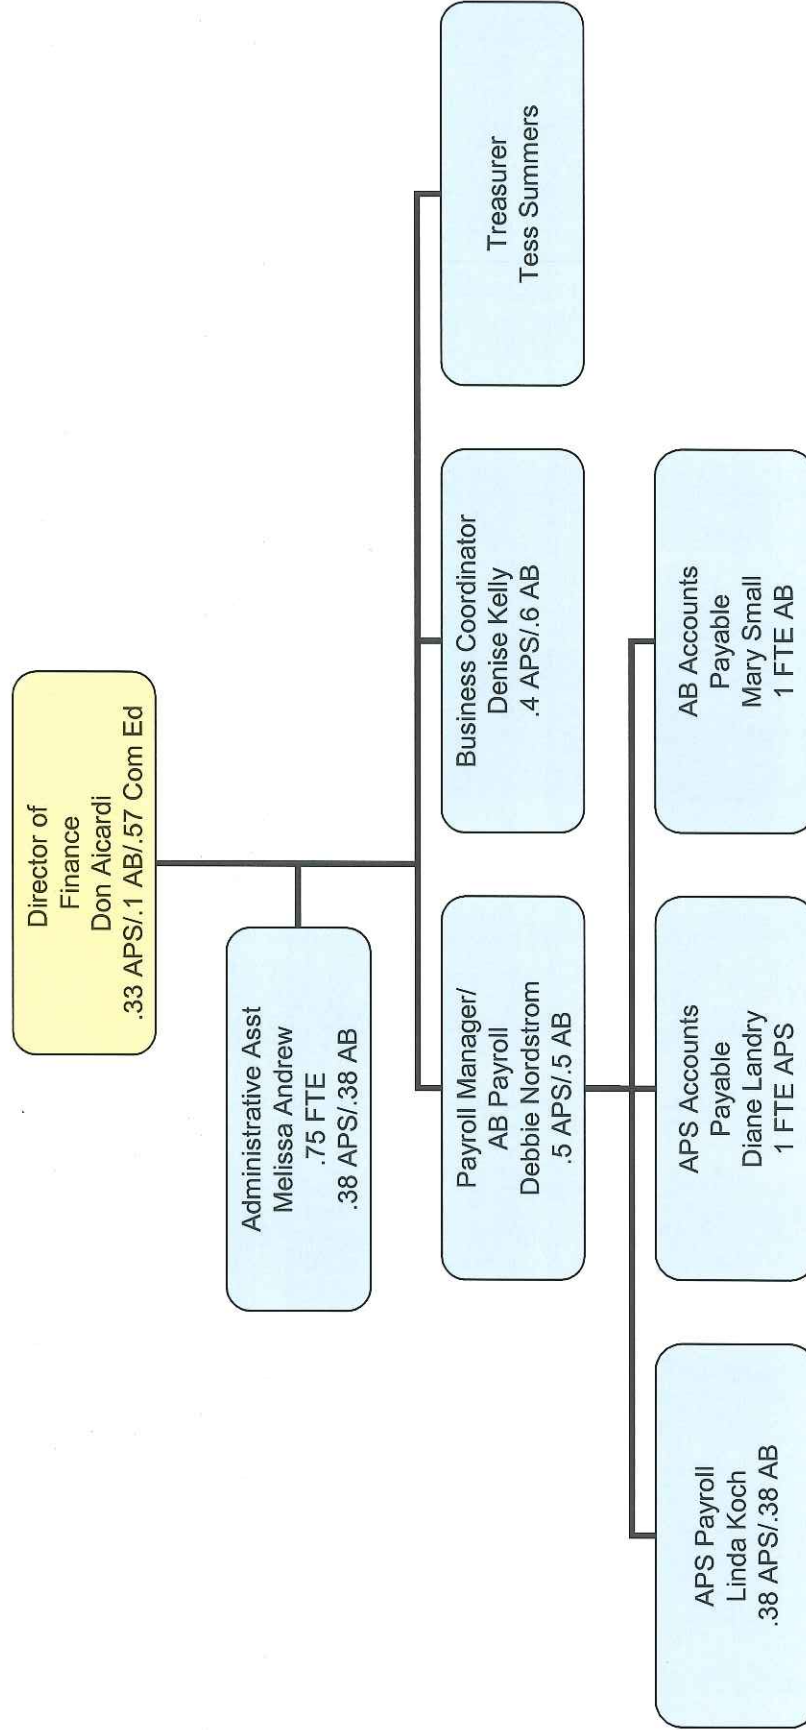 Director of
Finance
Don Aicardi
.33 APS/.1 AB/.57 Com Ed
Administrative Asst
Melissa Andrew
.75 FTE
.38 APS/.38 AB
Payroll Manager/
AB Payroll
Debbie Nordstrom
.5 APS/.5 AB
Business Coordinator
Denise Kelly
.4 APS/.6 AB
Treasurer
Tess Summers
APS Payroll
Linda Koch
.38 APS/.38 AB
APS Accounts
Payable
Diane Landry
1 FTE APS
AB Accounts
Payable
Mary Small
1 FTE AB